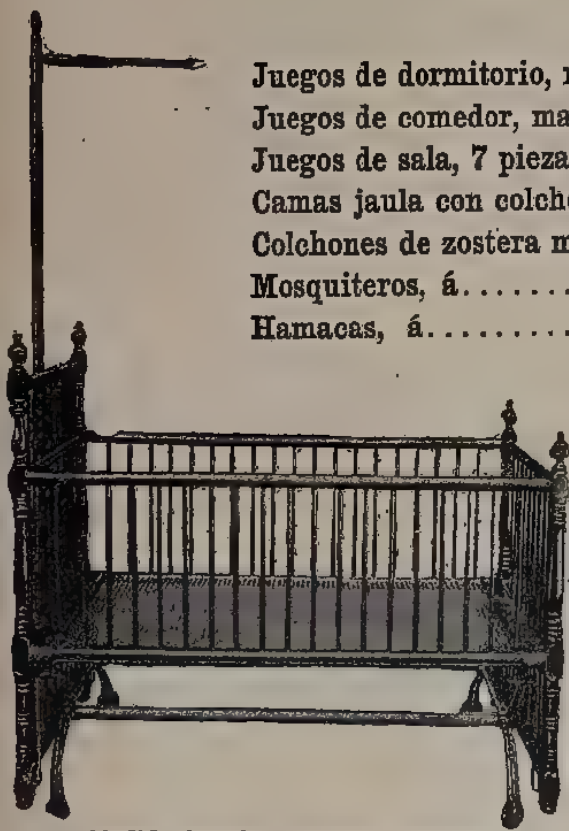 Juegos de dormitorio,
Juegos de comedor,
Juegos de sala, 7
Camas jaula con
Colchones de zostera
Mosquiteros, á.........
Hamacas, á.........